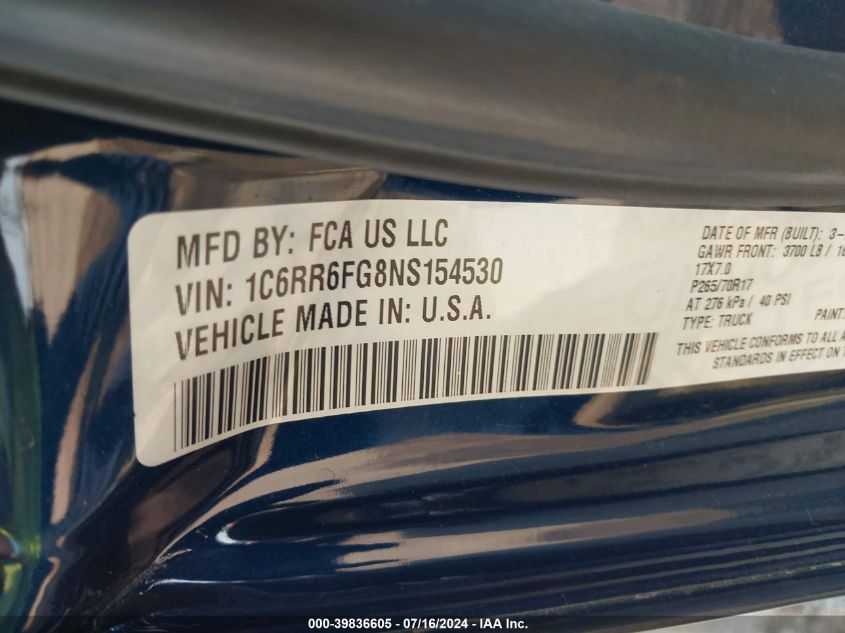 MFD BY: FCA US LLC
VIN: 1C6RR6FG8NS154530
VEHICLE MADE IN: U.S.A.
DATE OF MFR (BUILT): 3-
GAWR FRONT: 3700 LB /
17X7.0
P265/70R17
AT 276 kPa / 40 PSI
TYPE: TRUCK PAINT:
THIS VEHICLE CONFORMS TO ALL
STANDARDS IN EFFECT ON
000-39836605 - 07/16/2024 - IAA Inc.